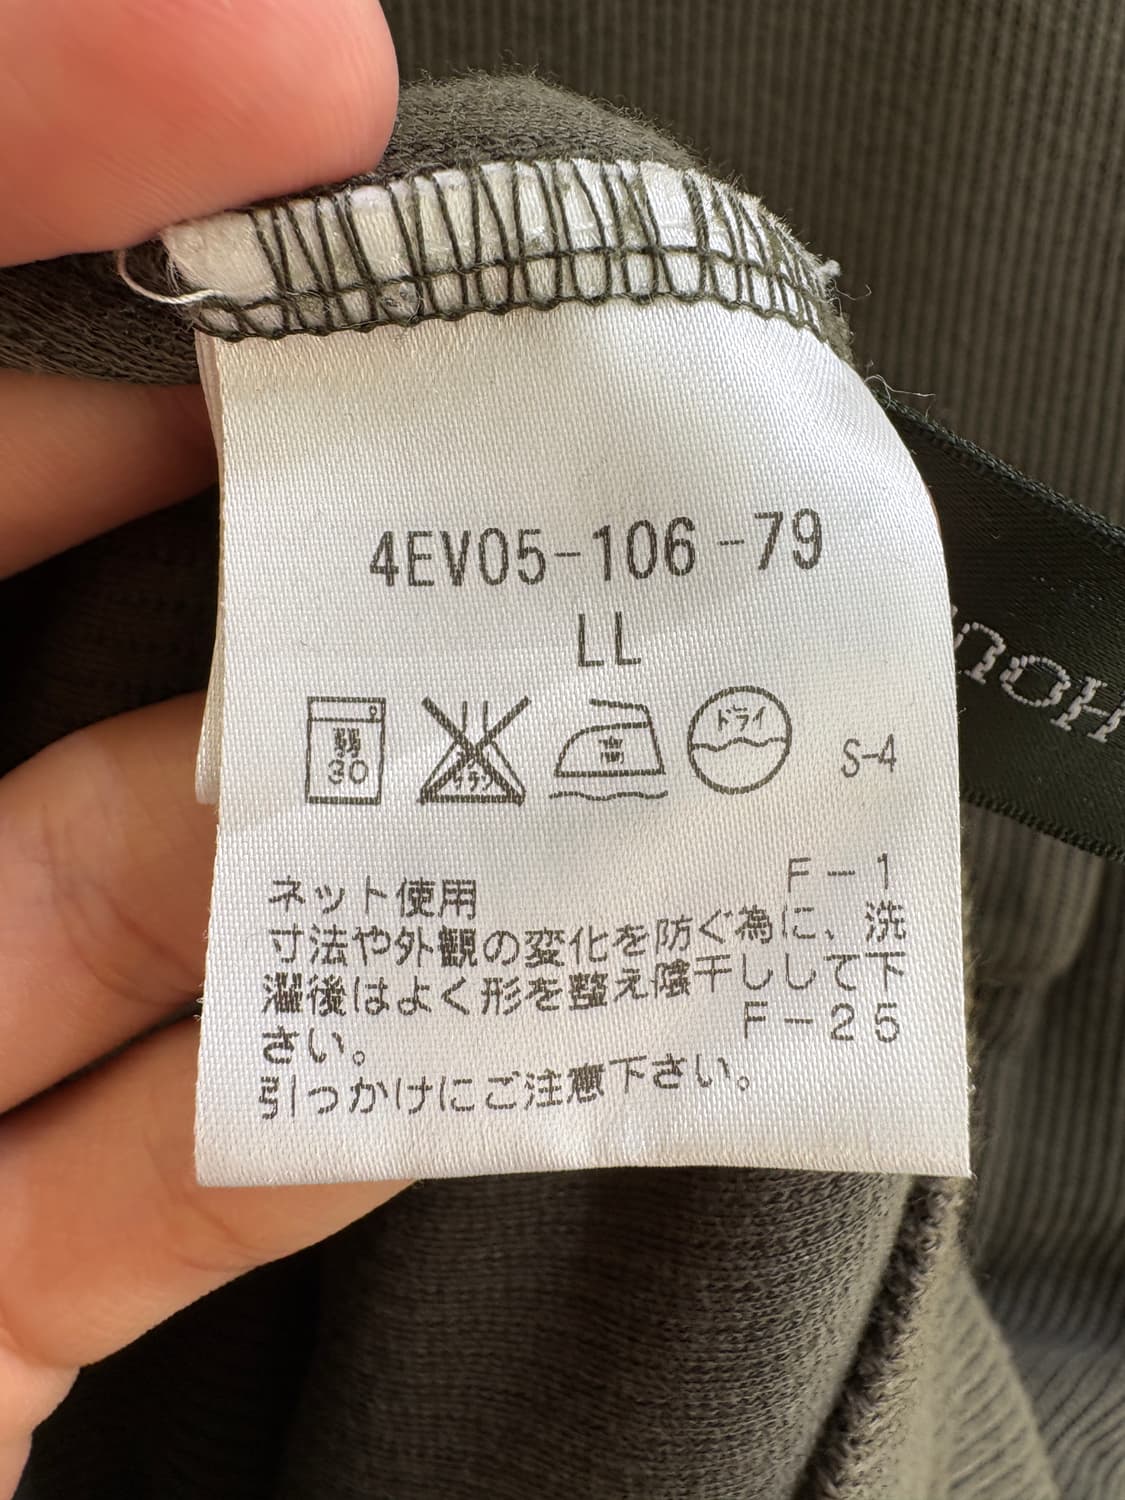 4EV05-106-79
LL
弱 30 エンソサラシ 高 ドライ S-4
F-1
ネット使用
寸法や外観の変化を防ぐ為に、洗
濯後はよく形を整え陰干しして下
さい。
F-25
引っかけにご注意下さい。